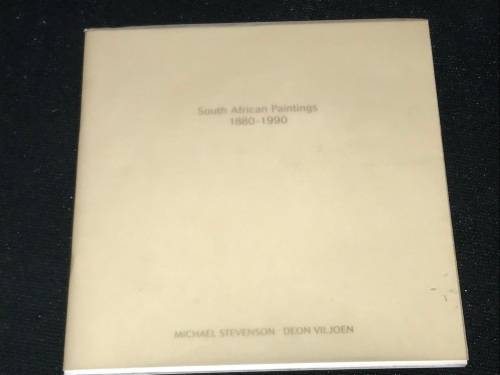 South African Paintings
1880-1990
MICHAEL STEVENSON DEON VILJOEN